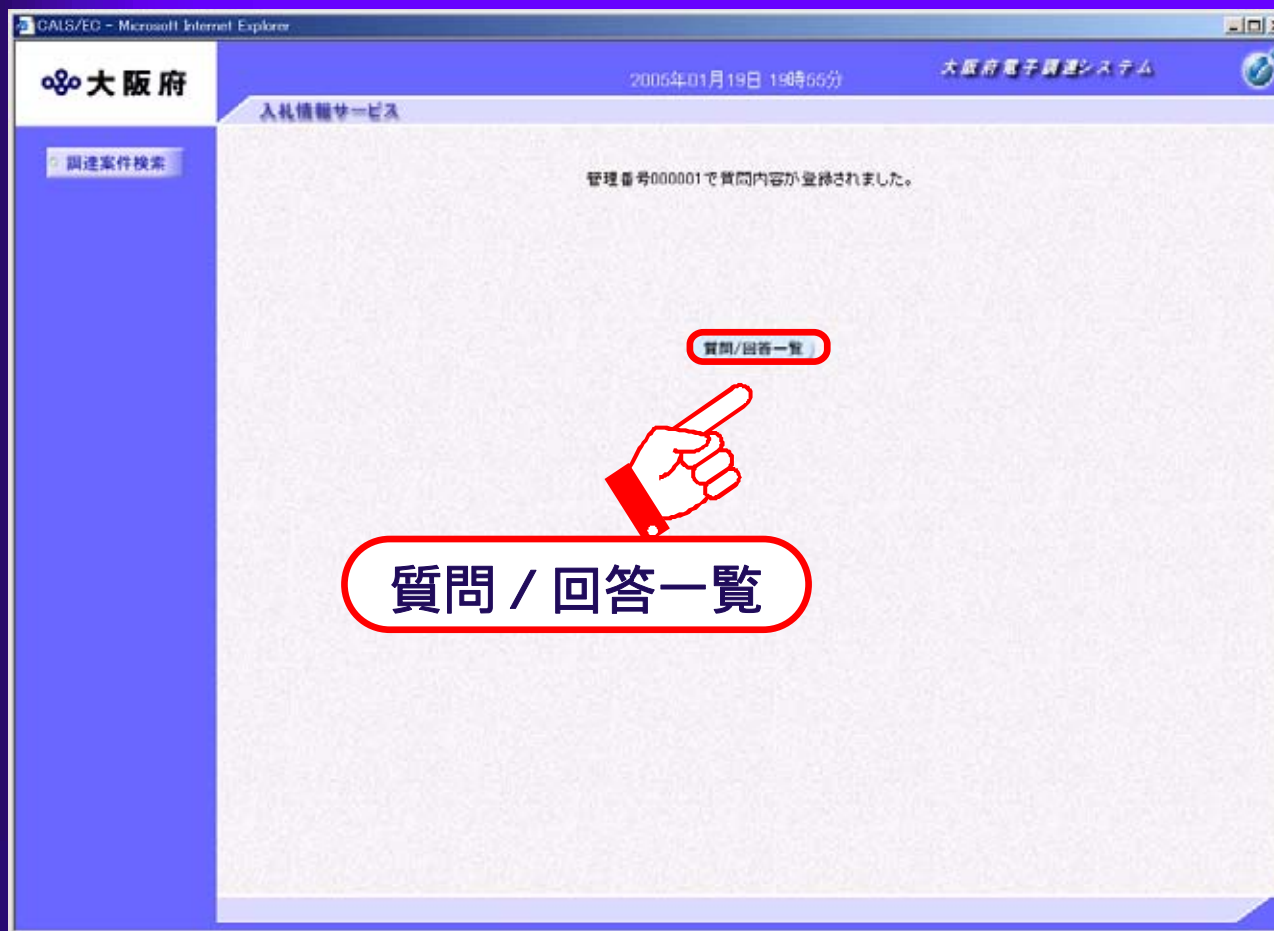 CALS/EC - Microsoft Internet Explorer
大阪府
2005年01月19日 19時55分
大阪府電子調達システム
入札情報サービス
調達案件検索
管理番号000001で質問内容が登録されました。
質問/回答一覧
質問/回答一覧